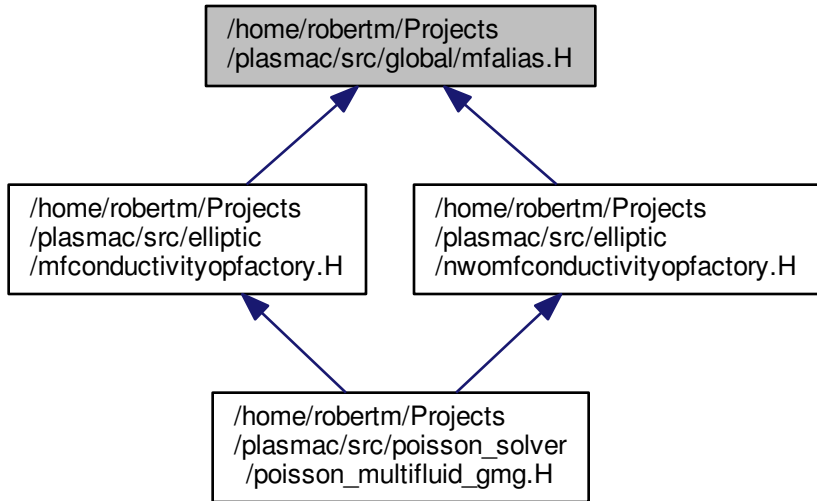 /home/robertm/Projects
/plasmac/src/global/mfalias.H
/home/robertm/Projects
/plasmac/src/elliptic
/mfconductivityopfactory.H
/home/robertm/Projects
/plasmac/src/elliptic
/nwomfconductivityopfactory.H
/home/robertm/Projects
/plasmac/src/poisson_solver
/poisson_multifluid_gmg.H